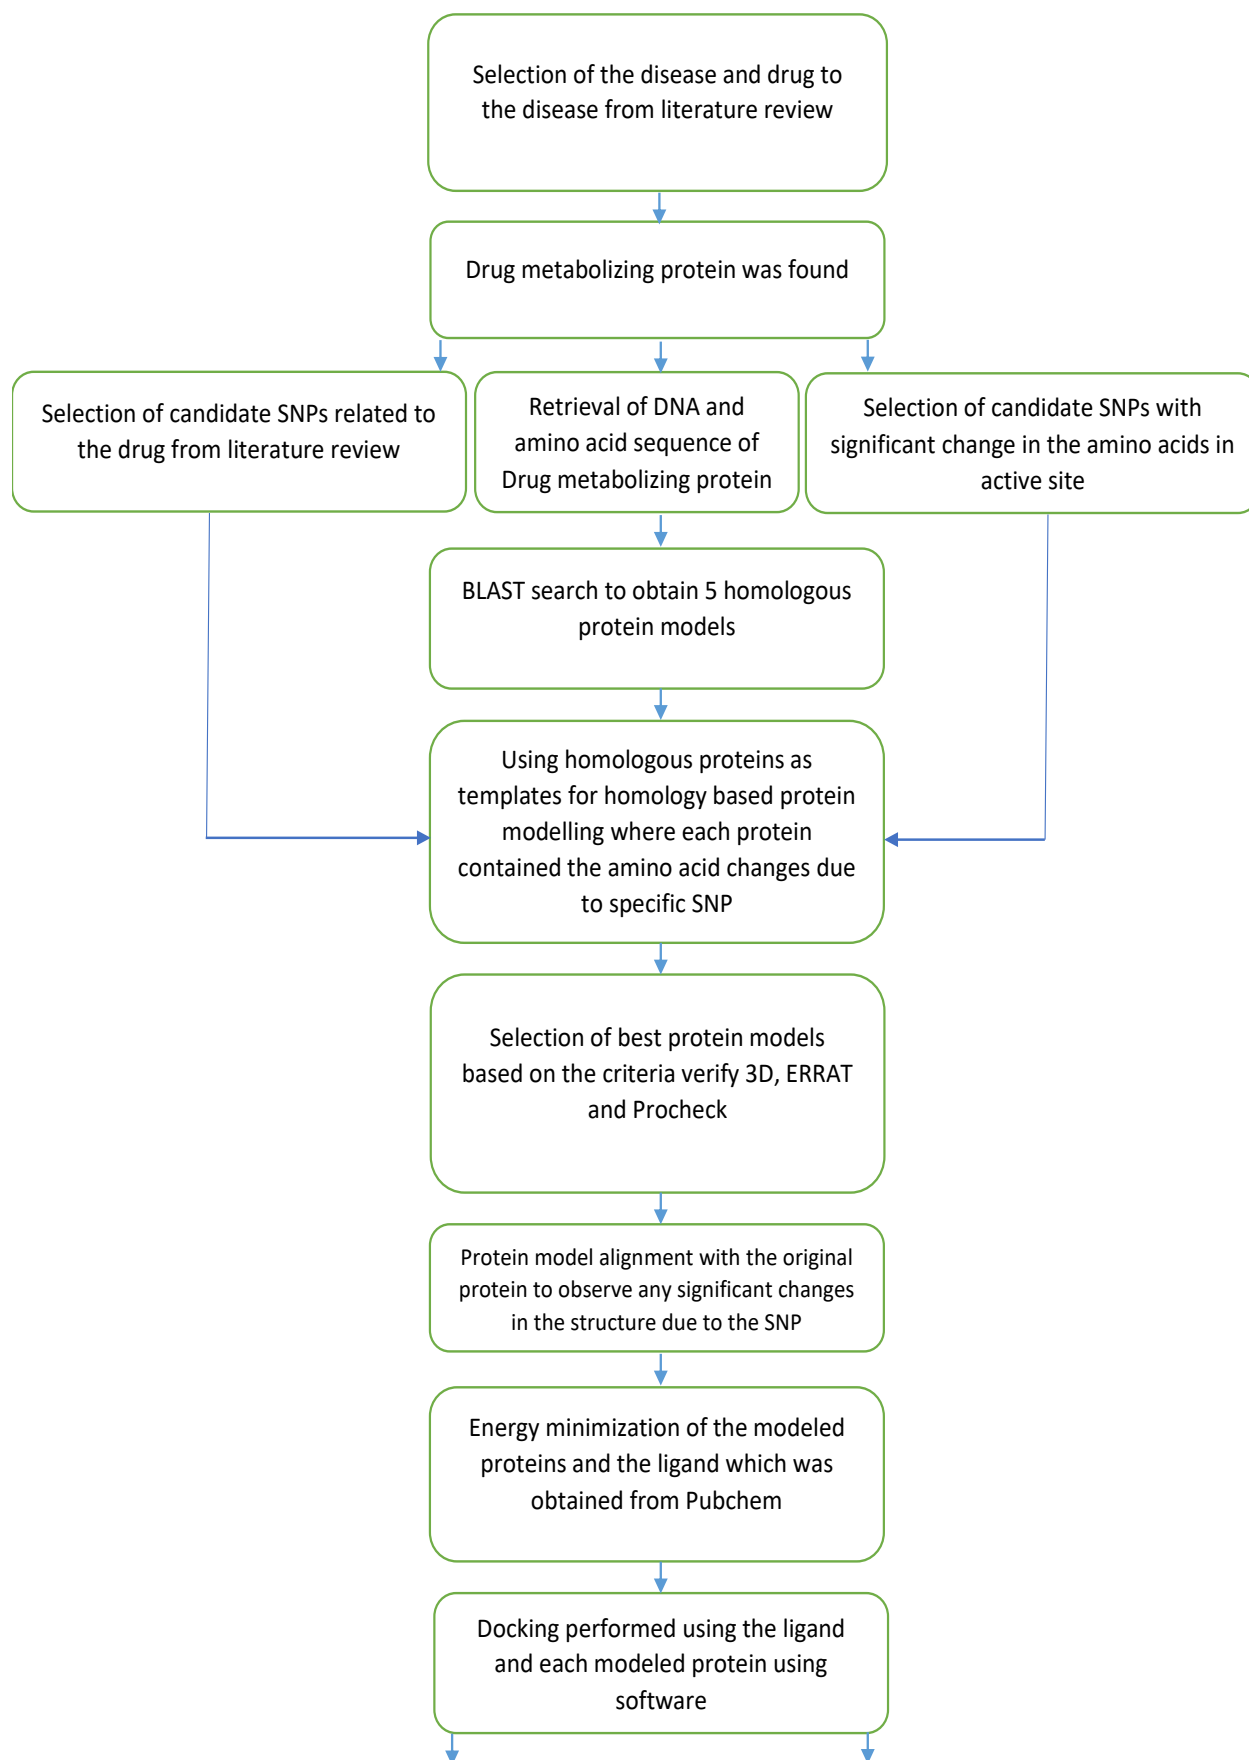 Selection of the disease and drug to
the disease from literature review
Drug metabolizing protein was found
Selection of candidate SNPs related to
the drug from literature review
Retrieval of DNA and
amino acid sequence of
Drug metabolizing protein
Selection of candidate SNPs with
significant change in the amino acids in
active site
BLAST search to obtain 5 homologous
protein models
Using homologous proteins as
templates for homology based protein
modelling where each protein
contained the amino acid changes due
to specific SNP
Selection of best protein models
based on the criteria verify 3D, ERRAT
and Procheck
Protein model alignment with the original
protein to observe any significant changes
in the structure due to the SNP
Energy minimization of the modeled
proteins and the ligand which was
obtained from Pubchem
Docking performed using the ligand
and each modeled protein using
software